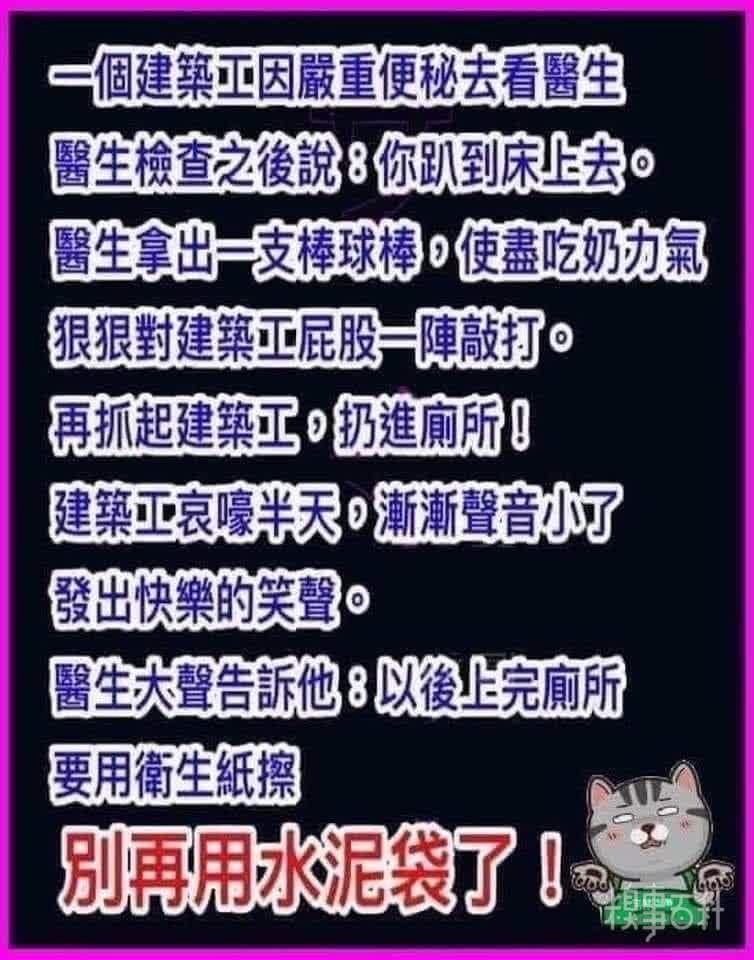 一個建築工因嚴重便秘去看醫生
醫生檢查之後說：你趴到床上去。
醫生拿出一支棒球棒，使盡吃奶力氣
狠狠對建築工屁股一陣敲打。
再抓起建築工，扔進廁所！
建築工哀嚎半天，漸漸聲音小了
發出快樂的笑聲。
醫生大聲告訴他：以後上完廁所
要用衛生紙擦
別再用水泥袋了！
糗事百科